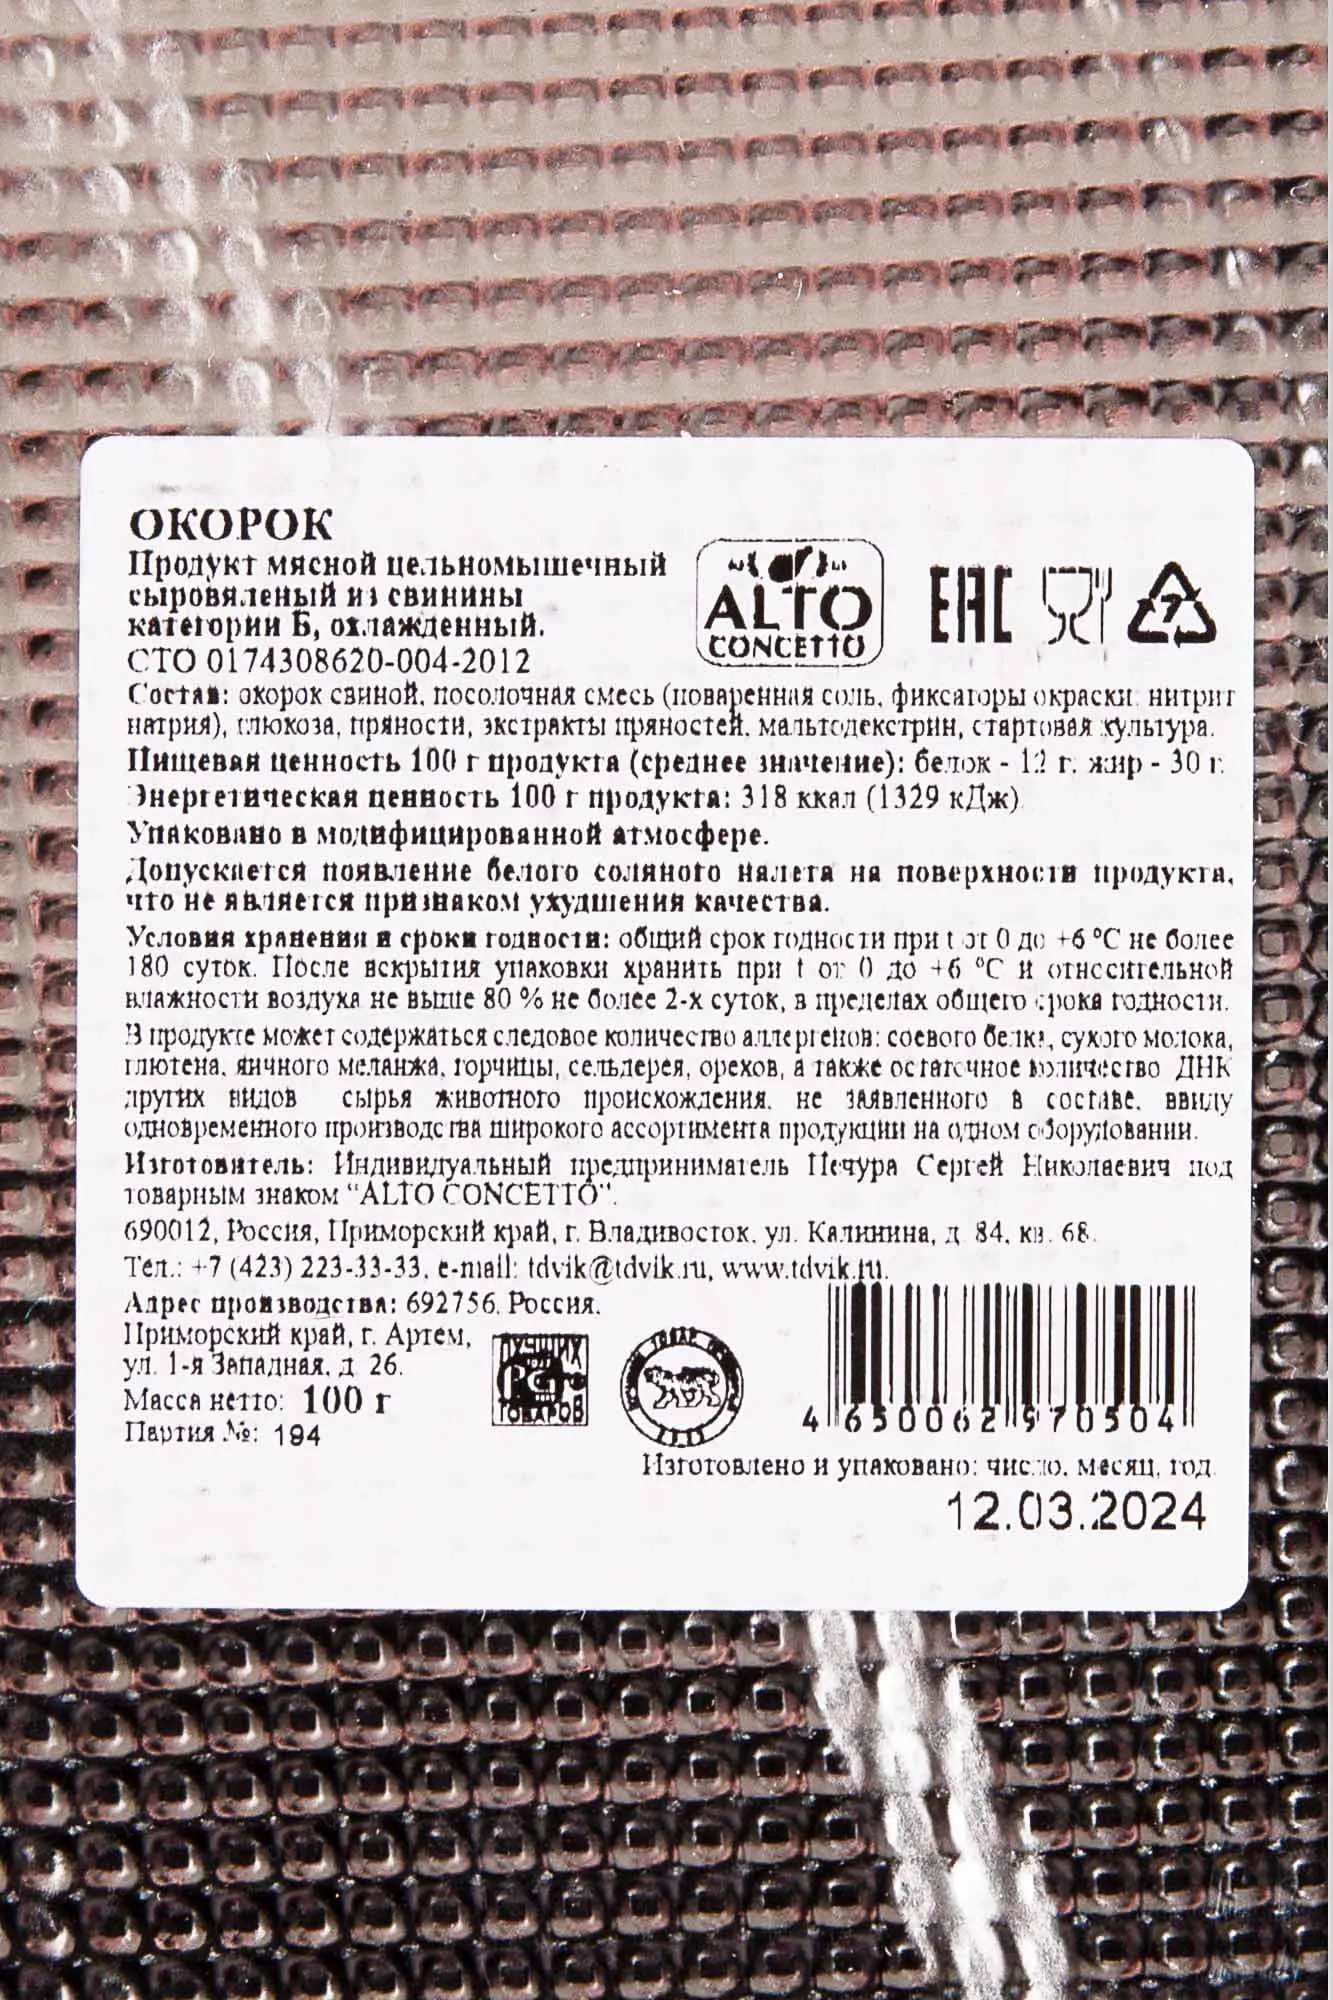 ОКОРОК
Продукт мясной цельномышечный
сыровяленый из свинины
категории Б, охлажденный.
СТО 0174308620-004-2012
ALTO
CONCETTO
EAC
7
Состав: окорок свиной, посолочная смесь (поваренная соль, фиксаторы окраски: нитрит
натрия), глюкоза, пряности, экстракты пряностей, мальтодекстрин, стартовая культура.
Пищевая ценность 100 г продукта (среднее значение): белок - 12 г, жир - 30 г.
Энергетическая ценность 100 г продукта: 318 ккал (1329 кДж)
Упаковано в модифицированной атмосфере.
Допускается появление белого соляного налета на поверхности продукта,
что не является признаком ухудшения качества.
Условия хранения и сроки годности: общий срок годности при t от 0 до +6 °С не более
180 суток. После вскрытия упаковки хранить при t от 0 до +6 °С и относительной
влажности воздуха не выше 80 % не более 2-х суток, в пределах общего срока годности.
В продукте может содержаться следовое количество аллергенов: соевого белка, сухого молока,
глютена, яичного меланжа, горчицы, сельдерея, орехов, а также остаточное количество ДНК
других видов сырья животного происхождения, не заявленного в составе, ввиду
одновременного производства широкого ассортимента продукции на одном оборудовании.
Изготовитель: Индивидуальный предприниматель Печура Сергей Николаевич под
товарным знаком "ALTO CONCETTO".
690012, Россия, Приморский край, г. Владивосток, ул. Калинина, д. 84, кв. 68.
Тел.: +7 (423) 223-33-33, e-mail: tdvik@tdvik.ru, www.tdvik.ru.
Адрес производства: 692756, Россия,
Приморский край, г. Артем,
ул. 1-я Западная, д. 26.
Масса нетто: 100 г
Партия №: 194
ЛУЧШИХ
ТОВАРОВ
4 650062 970504
Изготовлено и упаковано: число, месяц, год
12.03.2024